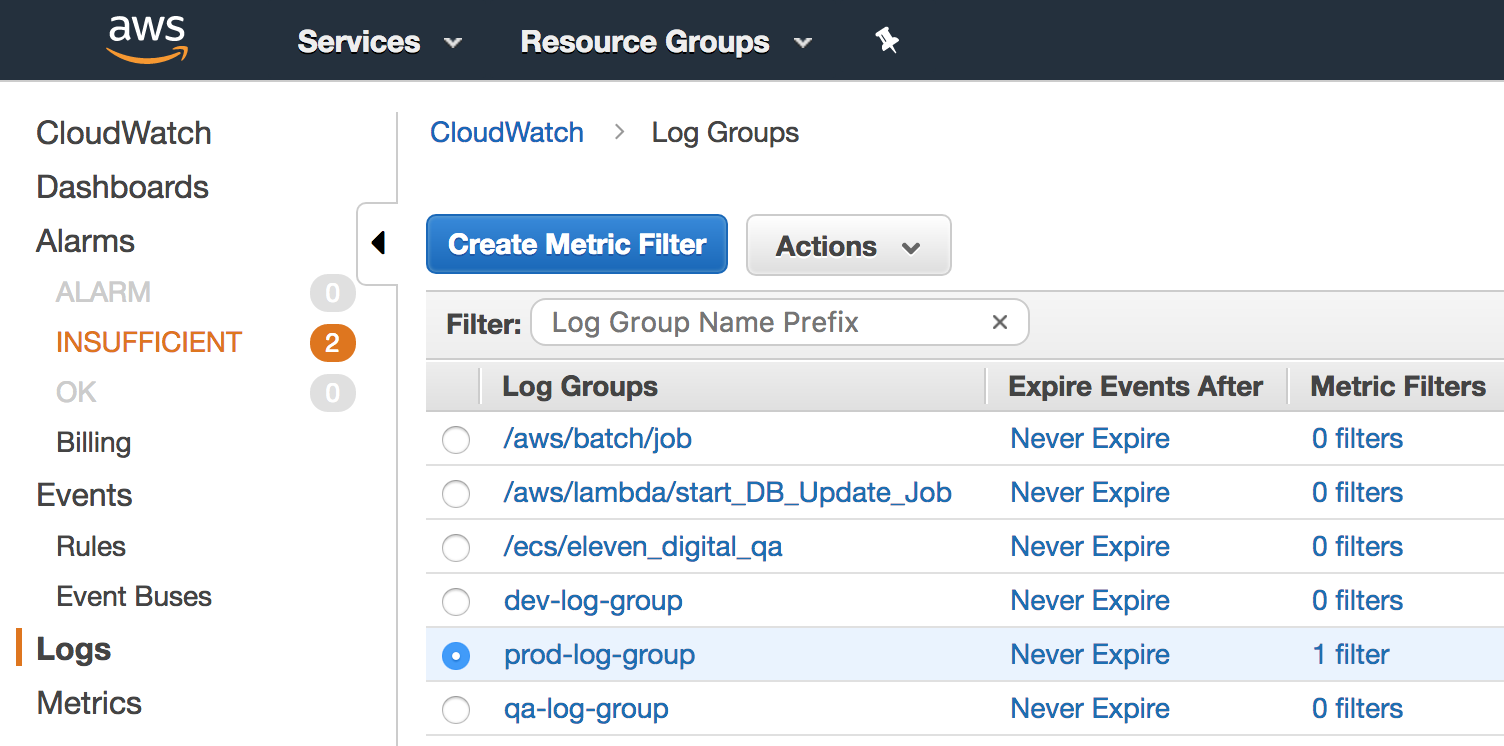 aws Services Resource Groups
CloudWatch
Dashboards
Alarms
ALARM 0
INSUFFICIENT 2
OK 0
Billing
Events
Rules
Event Buses
Logs
Metrics
CloudWatch > Log Groups
Create Metric Filter Actions
Filter: Log Group Name Prefix ×
Log Groups Expire Events After Metric Filters
/aws/batch/job Never Expire 0 filters
/aws/lambda/start_DB_Update_Job Never Expire 0 filters
/ecs/eleven_digital_qa Never Expire 0 filters
dev-log-group Never Expire 0 filters
prod-log-group Never Expire 1 filter
qa-log-group Never Expire 0 filters